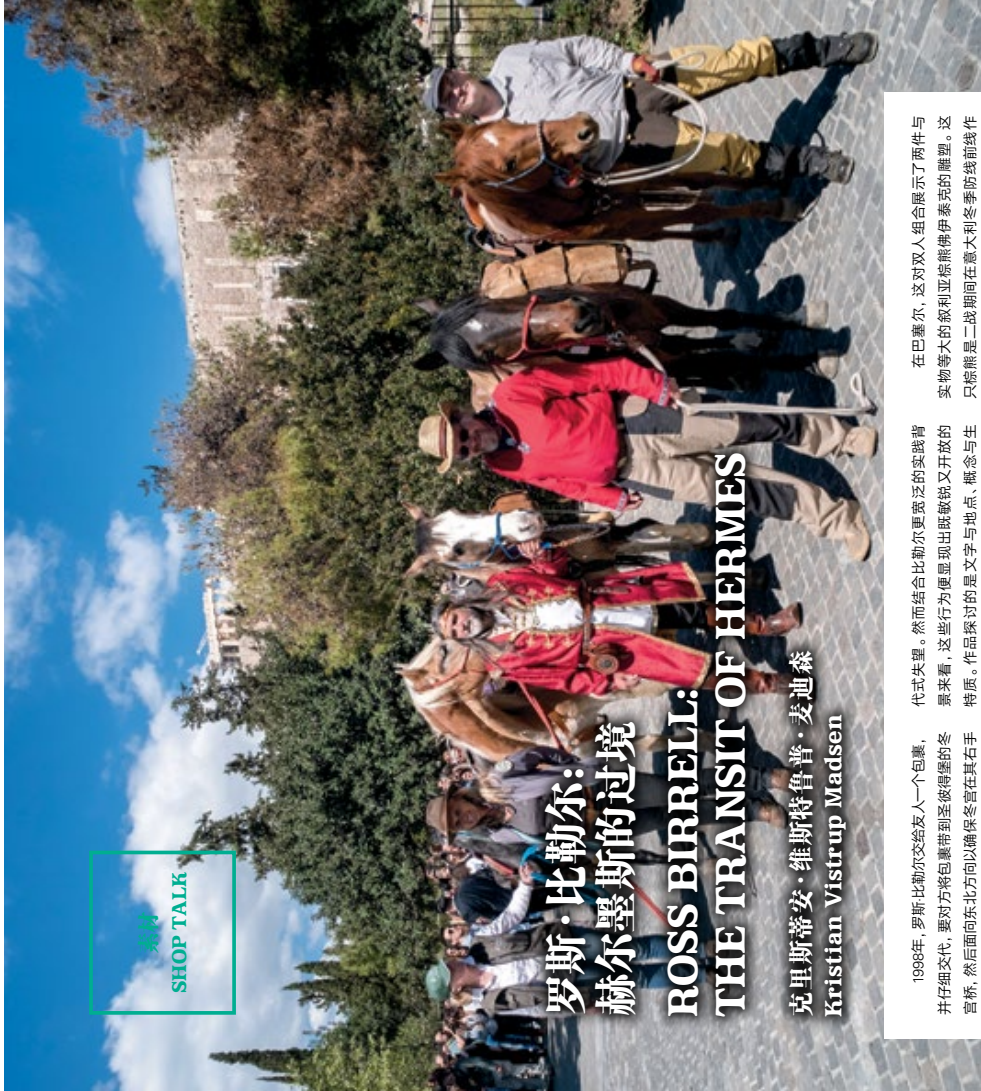 SHOP TALK
罗斯·比勒尔：
赫尔墨斯的过境
ROSS BIRRELL:
THE TRANSIT OF HERMES
克里斯蒂安·维斯特鲁普·麦迪森
Kristian Vistrup Madsen
1998年，罗斯·比勒尔交给友人一个包裹，
并仔细交代，要对方将包裹带到圣彼得堡的冬
宫桥，然后面向东北方向以确保冬宫在其右手
代式失望。然而结合比勒尔更宽泛的实践背
景来看，这些行为便显现出既敏锐又开放的
特质。作品探讨的是文字与地点、概念与生
在巴塞尔，这对双人组合展示了两件与
实物等大的叙利亚棕熊佛伊泰克的雕塑。这
只棕熊是二战期间在意大利冬季防线前线作